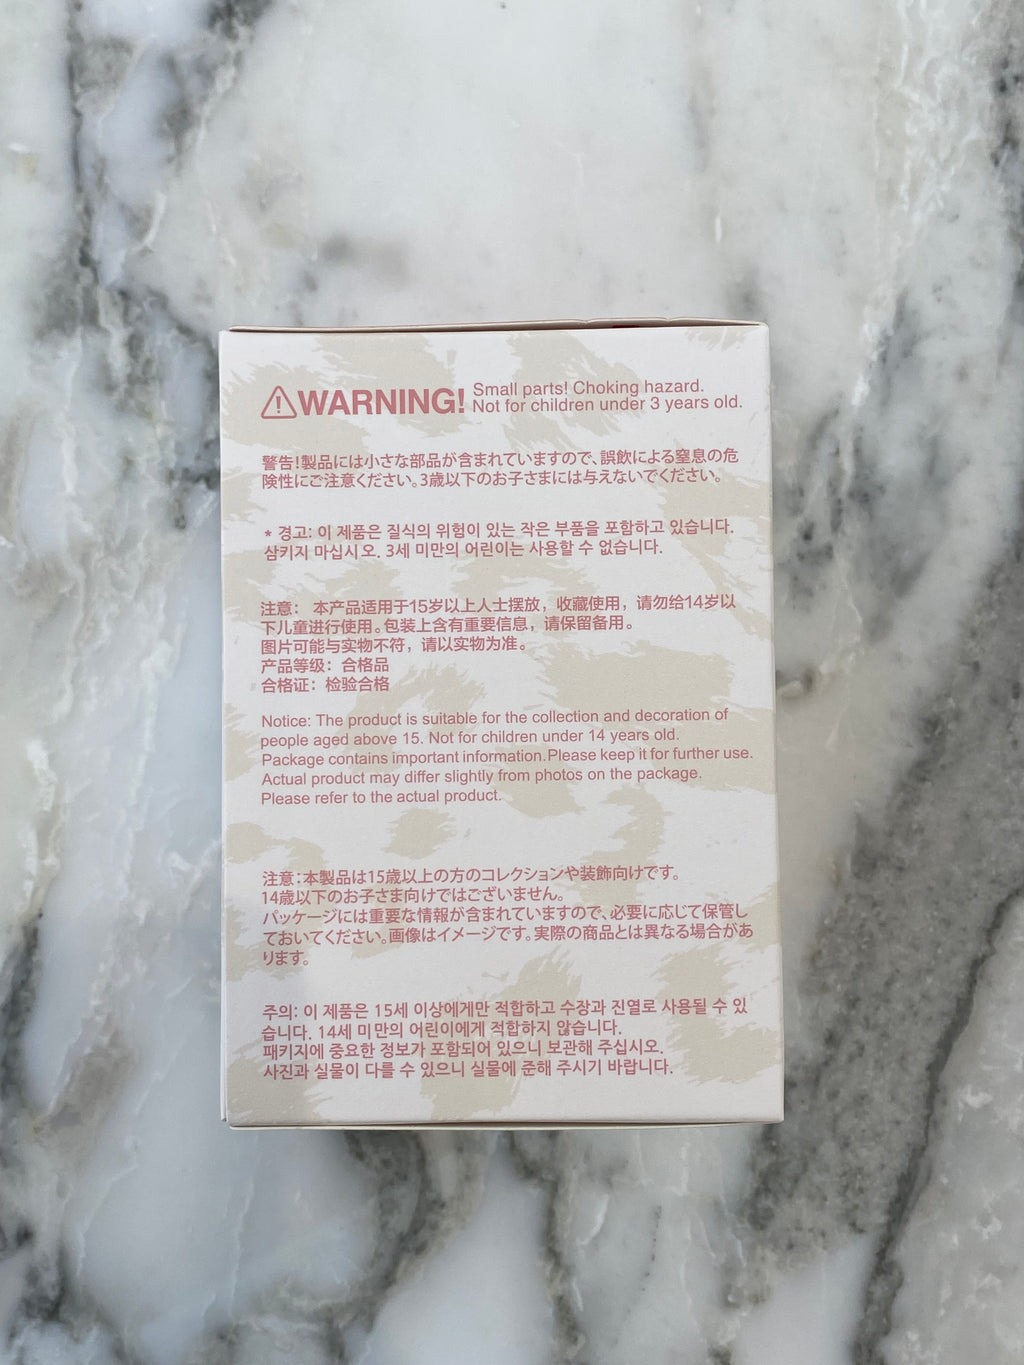 WARNING! Small parts! Choking hazard.
Not for children under 3 years old.
警告!製品には小さな部品が含まれていますので、誤飲による窒息の危
険性にご注意ください。3歳以下のお子さまには与えないでください。
* 경고: 이 제품은 질식의 위험이 있는 작은 부품을 포함하고 있습니다.
삼키지 마십시오. 3세 미만의 어린이는 사용할 수 없습니다.
注意： 本产品适用于15岁以上人士摆放，收藏使用，请勿给14岁以
下儿童进行使用。包装上含有重要信息，请保留备用。
图片可能与实物不符，请以实物为准。
产品等级：合格品
合格证：检验合格
Notice: The product is suitable for the collection and decoration of
people aged above 15. Not for children under 14 years old.
Package contains important information. Please keep it for further use.
Actual product may differ slightly from photos on the package.
Please refer to the actual product.
注意：本製品は15歳以上の方のコレクションや装飾向けです。
14歳以下のお子さま向けではございません。
パッケージには重要な情報が含まれていますので、必要に応じて保管し
ておいてください。画像はイメージです。実際の商品とは異なる場合があ
ります。
주의: 이 제품은 15세 이상에게만 적합하고 수장과 진열로 사용될 수 있
습니다. 14세 미만의 어린이에게 적합하지 않습니다.
패키지에 중요한 정보가 포함되어 있으니 보관해 주십시오.
사진과 실물이 다를 수 있으니 실물에 준해 주시기 바랍니다.